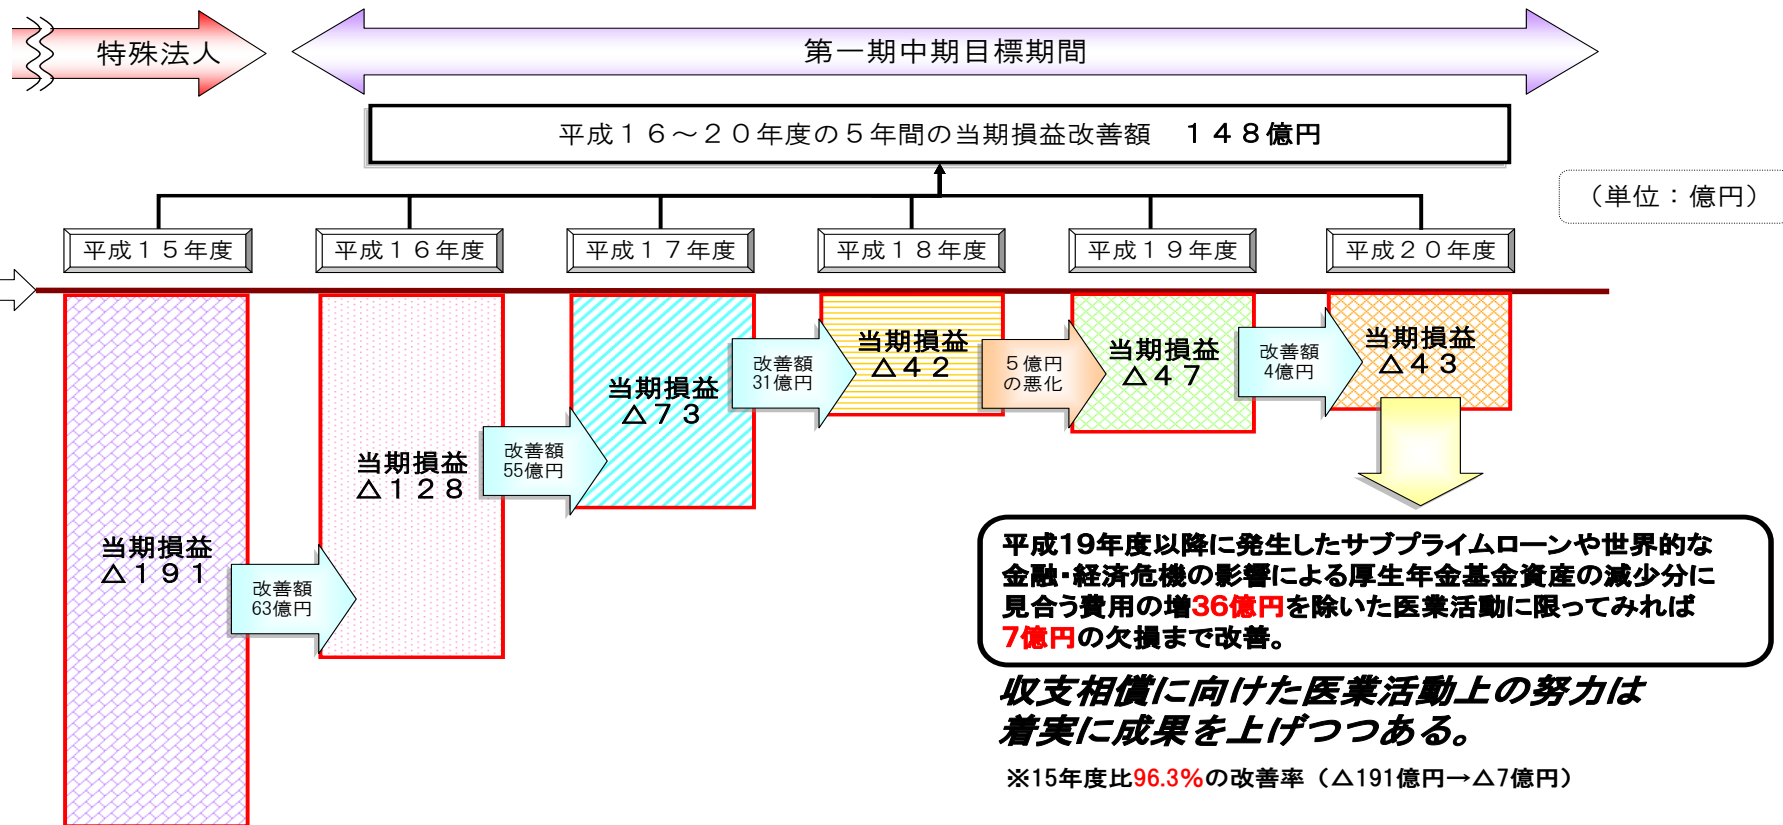 特殊法人
第一期中期目標期間
平成１６～２０年度の５年間の当期損益改善額　１４８億円
（単位：億円）
平成１５年度
平成１６年度
平成１７年度
平成１８年度
平成１９年度
平成２０年度
当期損益
△１９１
改善額
63億円
当期損益
△１２８
改善額
55億円
当期損益
△７３
改善額
31億円
当期損益
△４２
５億円
の悪化
当期損益
△４７
改善額
4億円
当期損益
△４３
平成19年度以降に発生したサブプライムローンや世界的な
金融・経済危機の影響による厚生年金基金資産の減少分に
見合う費用の増36億円を除いた医業活動に限ってみれば
7億円の欠損まで改善。
収支相償に向けた医業活動上の努力は
着実に成果を上げつつある。
※15年度比96.3%の改善率（△191億円→△7億円）